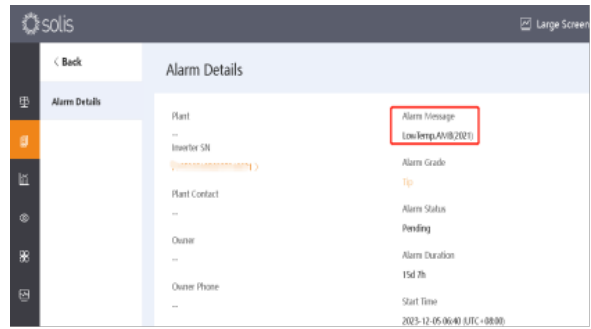 solis
Large Screen
< Back
Alarm Details
Alarm Details
Plant
--
Inverter SN
Plant Contact
--
Owner
--
Owner Phone
--
Alarm Message
LowTemp.AMB(2021)
Alarm Grade
Tip
Alarm Status
Pending
Alarm Duration
15d 7h
Start Time
2023-12-05 06:40 (UTC+08:00)